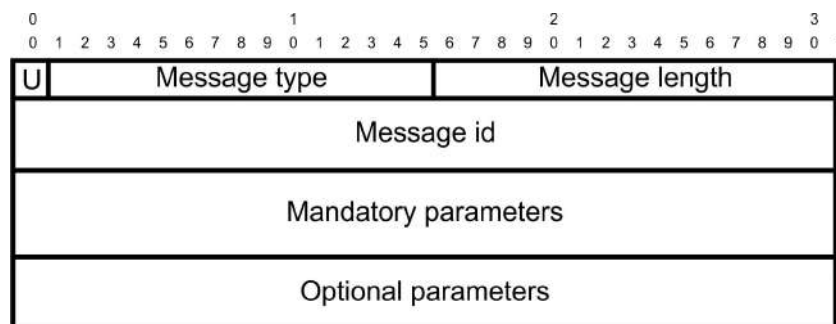 0 1 2 3
0 1 2 3 4 5 6 7 8 9 0 1 2 3 4 5 6 7 8 9 0 1 2 3 4 5 6 7 8 9 0
U Message type Message length
Message id
Mandatory parameters
Optional parameters